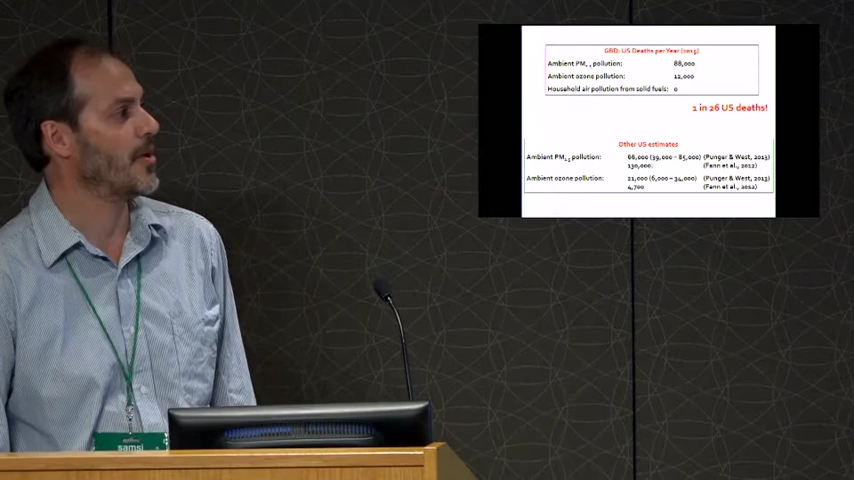 GBD: US Deaths per Year (2015)
Ambient PM2.5 pollution: 88,000
Ambient ozone pollution: 12,000
Household air pollution from solid fuels: 0
1 in 26 US deaths!
Other US estimates
Ambient PM2.5 pollution: 66,000 (39,000 – 85,000) (Punger & West, 2013)
130,000 (Fann et al., 2012)
Ambient ozone pollution: 21,000 (6,000 – 34,000) (Punger & West, 2013)
4,700 (Fann et al., 2012)
samsi